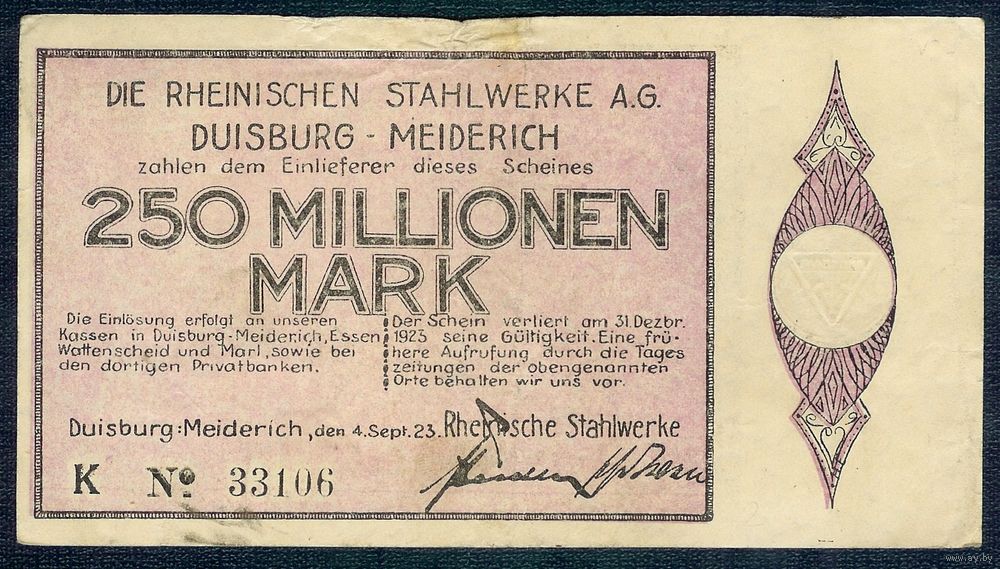 DIE RHEINISCHEN STAHLWERKE A.G.
DUISBURG - MEIDERICH
zahlen dem Einlieferer dieses Scheines
250 MILLIONEN
MARK
Die Einlösung erfolgt an unseren
Kassen in Duisburg-Meiderich, Essen
Wattenscheid und Marl, sowie bei
den dortigen Privatbanken.
Der Schein verliert am 31. Dezbr.
1923 seine Gültigkeit. Eine frü-
here Aufrufung durch die Tages
zeitungen der obengenannten
Orte behalten wir uns vor.
Duisburg-Meiderich, den 4. Sept. 23. Rheinische Stahlwerke
K No 33106
www.ay.by